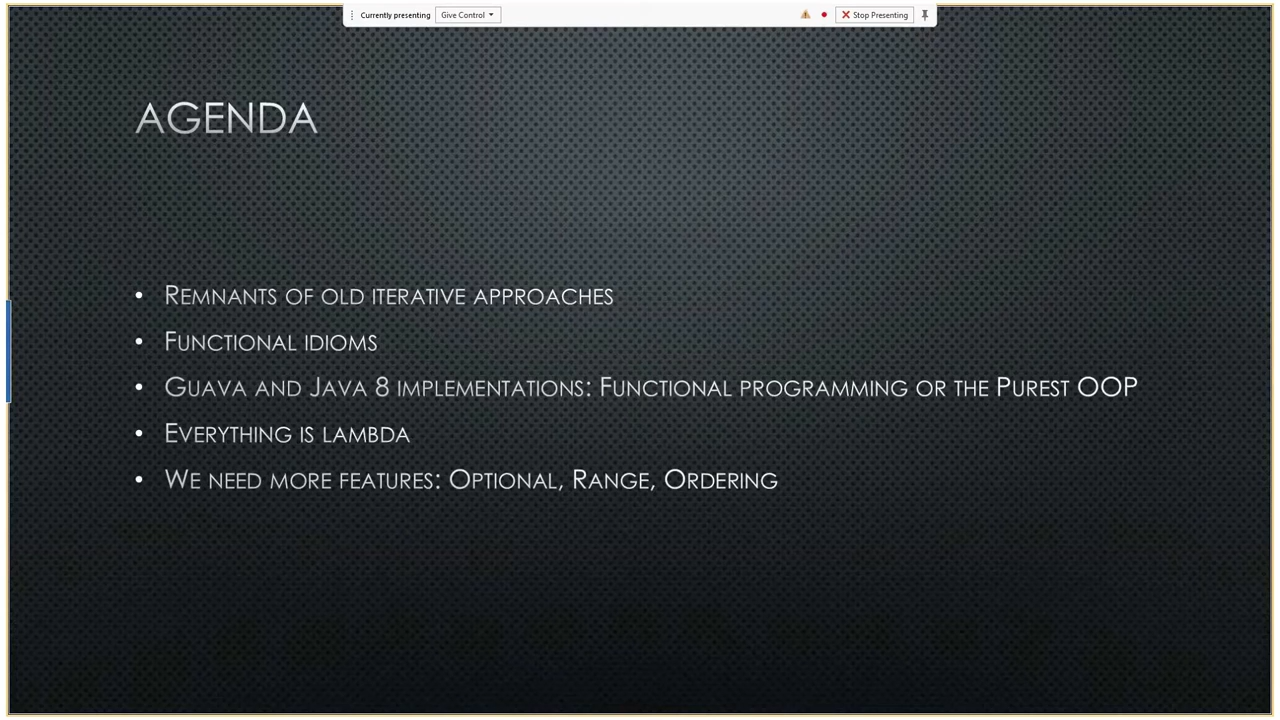 Currently presenting Give Control Stop Presenting
AGENDA
• REMNANTS OF OLD ITERATIVE APPROACHES
• FUNCTIONAL IDIOMS
• GUAVA AND JAVA 8 IMPLEMENTATIONS: FUNCTIONAL PROGRAMMING OR THE PUREST OOP
• EVERYTHING IS LAMBDA
• WE NEED MORE FEATURES: OPTIONAL, RANGE, ORDERING